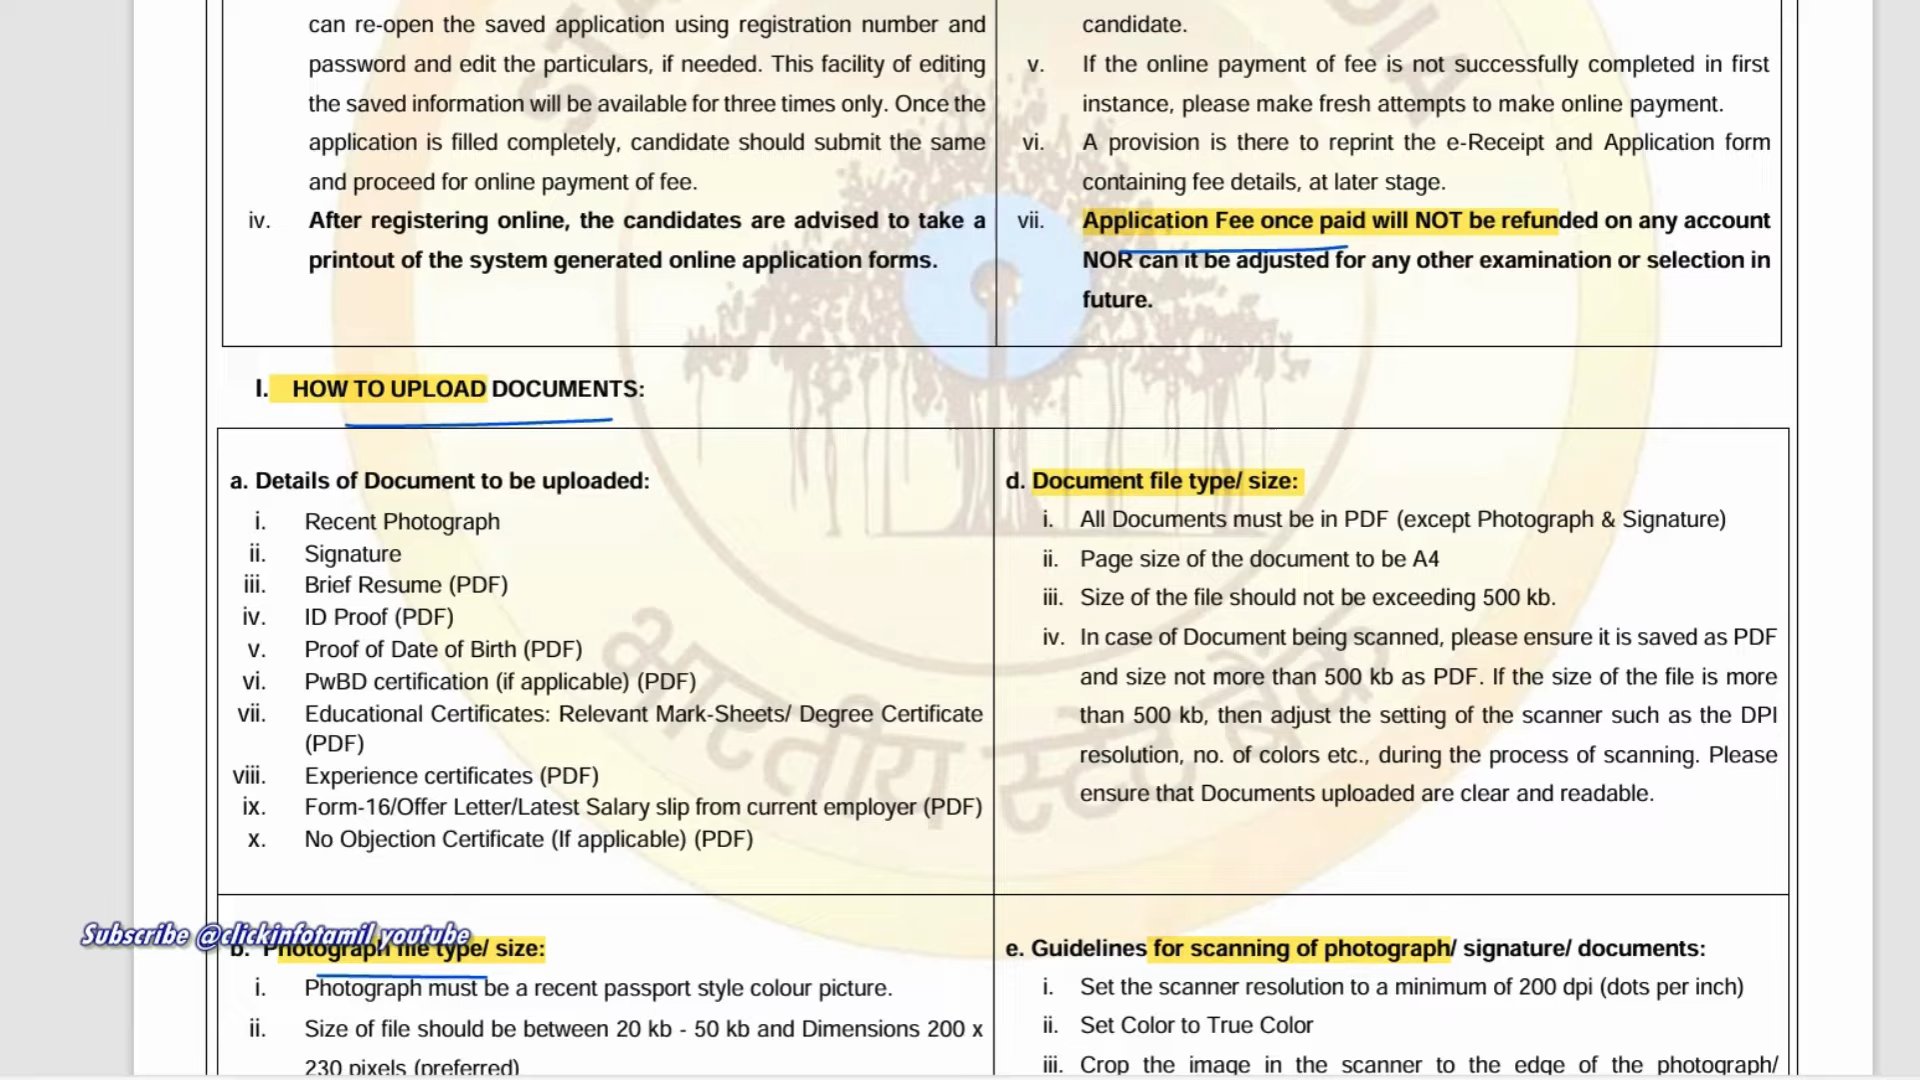 can re-open the saved application using registration number and
password and edit the particulars, if needed. This facility of editing
the saved information will be available for three times only. Once the
application is filled completely, candidate should submit the same
and proceed for online payment of fee.
iv. After registering online, the candidates are advised to take a
printout of the system generated online application forms.
candidate.
v. If the online payment of fee is not successfully completed in first
instance, please make fresh attempts to make online payment.
vi. A provision is there to reprint the e-Receipt and Application form
containing fee details, at later stage.
vii. Application Fee once paid will NOT be refunded on any account
NOR can it be adjusted for any other examination or selection in
future.
I. HOW TO UPLOAD DOCUMENTS:
a. Details of Document to be uploaded:
i. Recent Photograph
ii. Signature
iii. Brief Resume (PDF)
iv. ID Proof (PDF)
v. Proof of Date of Birth (PDF)
vi. PwBD certification (if applicable) (PDF)
vii. Educational Certificates: Relevant Mark-Sheets/ Degree Certificate
(PDF)
viii. Experience certificates (PDF)
ix. Form-16/Offer Letter/Latest Salary slip from current employer (PDF)
x. No Objection Certificate (If applicable) (PDF)
d. Document file type/ size:
i. All Documents must be in PDF (except Photograph & Signature)
ii. Page size of the document to be A4
iii. Size of the file should not be exceeding 500 kb.
iv. In case of Document being scanned, please ensure it is saved as PDF
and size not more than 500 kb as PDF. If the size of the file is more
than 500 kb, then adjust the setting of the scanner such as the DPI
resolution, no. of colors etc., during the process of scanning. Please
ensure that Documents uploaded are clear and readable.
Subscribe @clickinfotamil youtube
b. Photograph file type/ size:
i. Photograph must be a recent passport style colour picture.
ii. Size of file should be between 20 kb - 50 kb and Dimensions 200 x
230 pixels (preferred)
e. Guidelines for scanning of photograph/ signature/ documents:
i. Set the scanner resolution to a minimum of 200 dpi (dots per inch)
ii. Set Color to True Color
iii. Crop the image in the scanner to the edge of the photograph/
भारतीय स्टेट बैंक